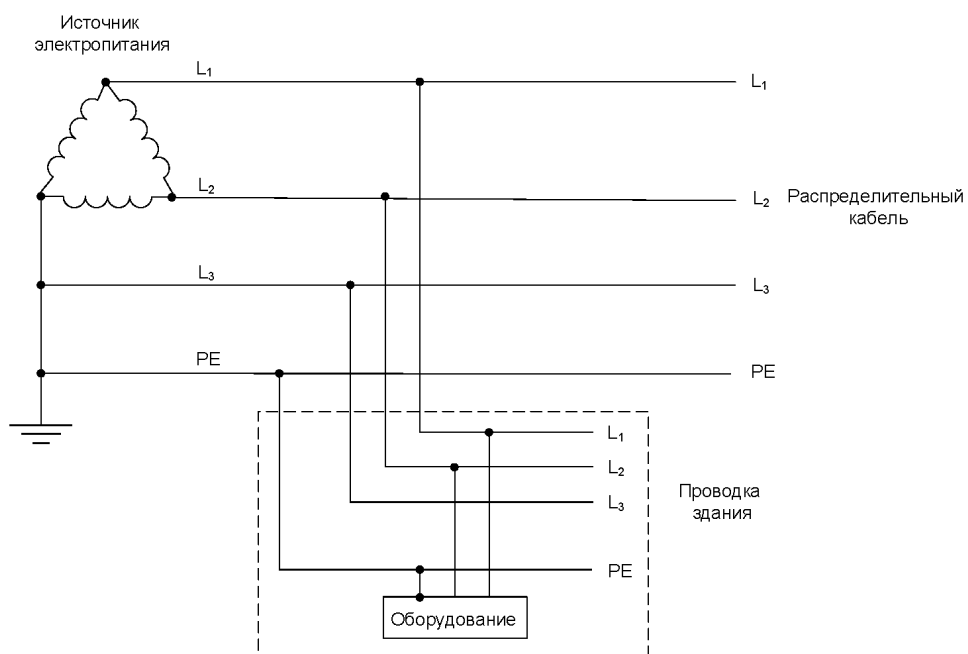 Источник
электропитания
L₁
L₁
L₂
L₂
Распределительный
кабель
L₃
L₃
PE
PE
L₁
L₂
L₃
Проводка
здания
PE
Оборудование